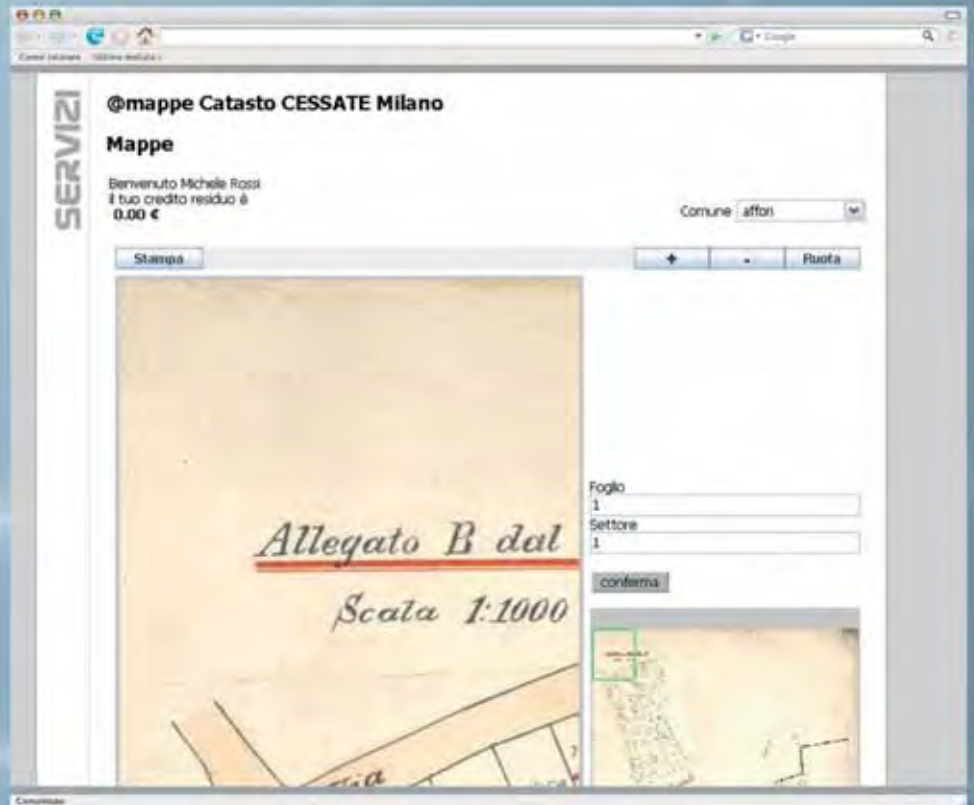 Google
SERVIZI
@mappe Catasto CESSATE Milano
Mappe
Benvenuto Michele Rossi
il tuo credito residuo è
0.00 €
Comune affori
Stampa
+ - Ruota
Allegato B dal
Scala 1:1000
Foglio
1
Settore
1
conferma